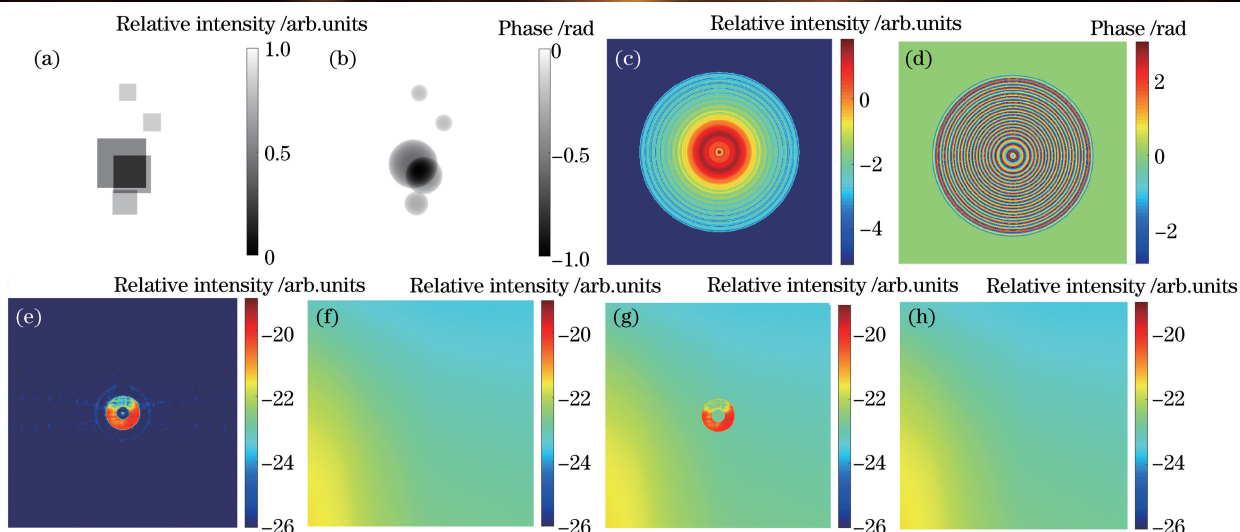 Relative intensity /arb.units
(a)
1.0
0.5
0
Phase /rad
(b)
0
−0.5
−1.0
Relative intensity /arb.units
(c)
0
−2
−4
Phase /rad
(d)
2
0
−2
Relative intensity /arb.units
(e)
−20
−22
−24
−26
Relative intensity /arb.units
(f)
−20
−22
−24
−26
Relative intensity /arb.units
(g)
−20
−22
−24
−26
Relative intensity /arb.units
(h)
−20
−22
−24
−26